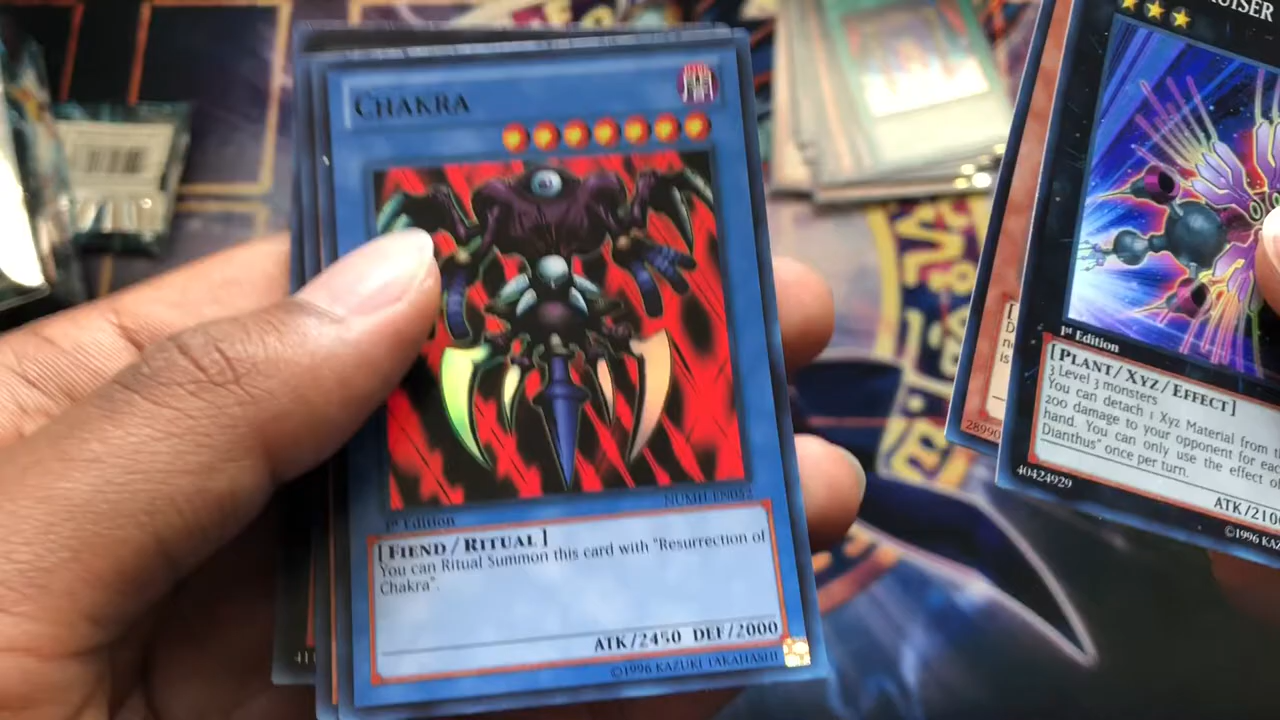 CHAKRA
NUMH-EN052
1st Edition
[FIEND/RITUAL]
You can Ritual Summon this card with "Resurrection of
Chakra".
ATK/2450 DEF/2000
©1996 KAZUKI TAKAHASHI
1st Edition
[PLANT/XYZ/EFFECT]
3 Level 3 monsters
You can detach 1 Xyz Material from
200 damage to your opponent for each
hand. You can only use the effect of
Dianthus" once per turn.
ATK/210
40424929
©1996 KAZ
28990